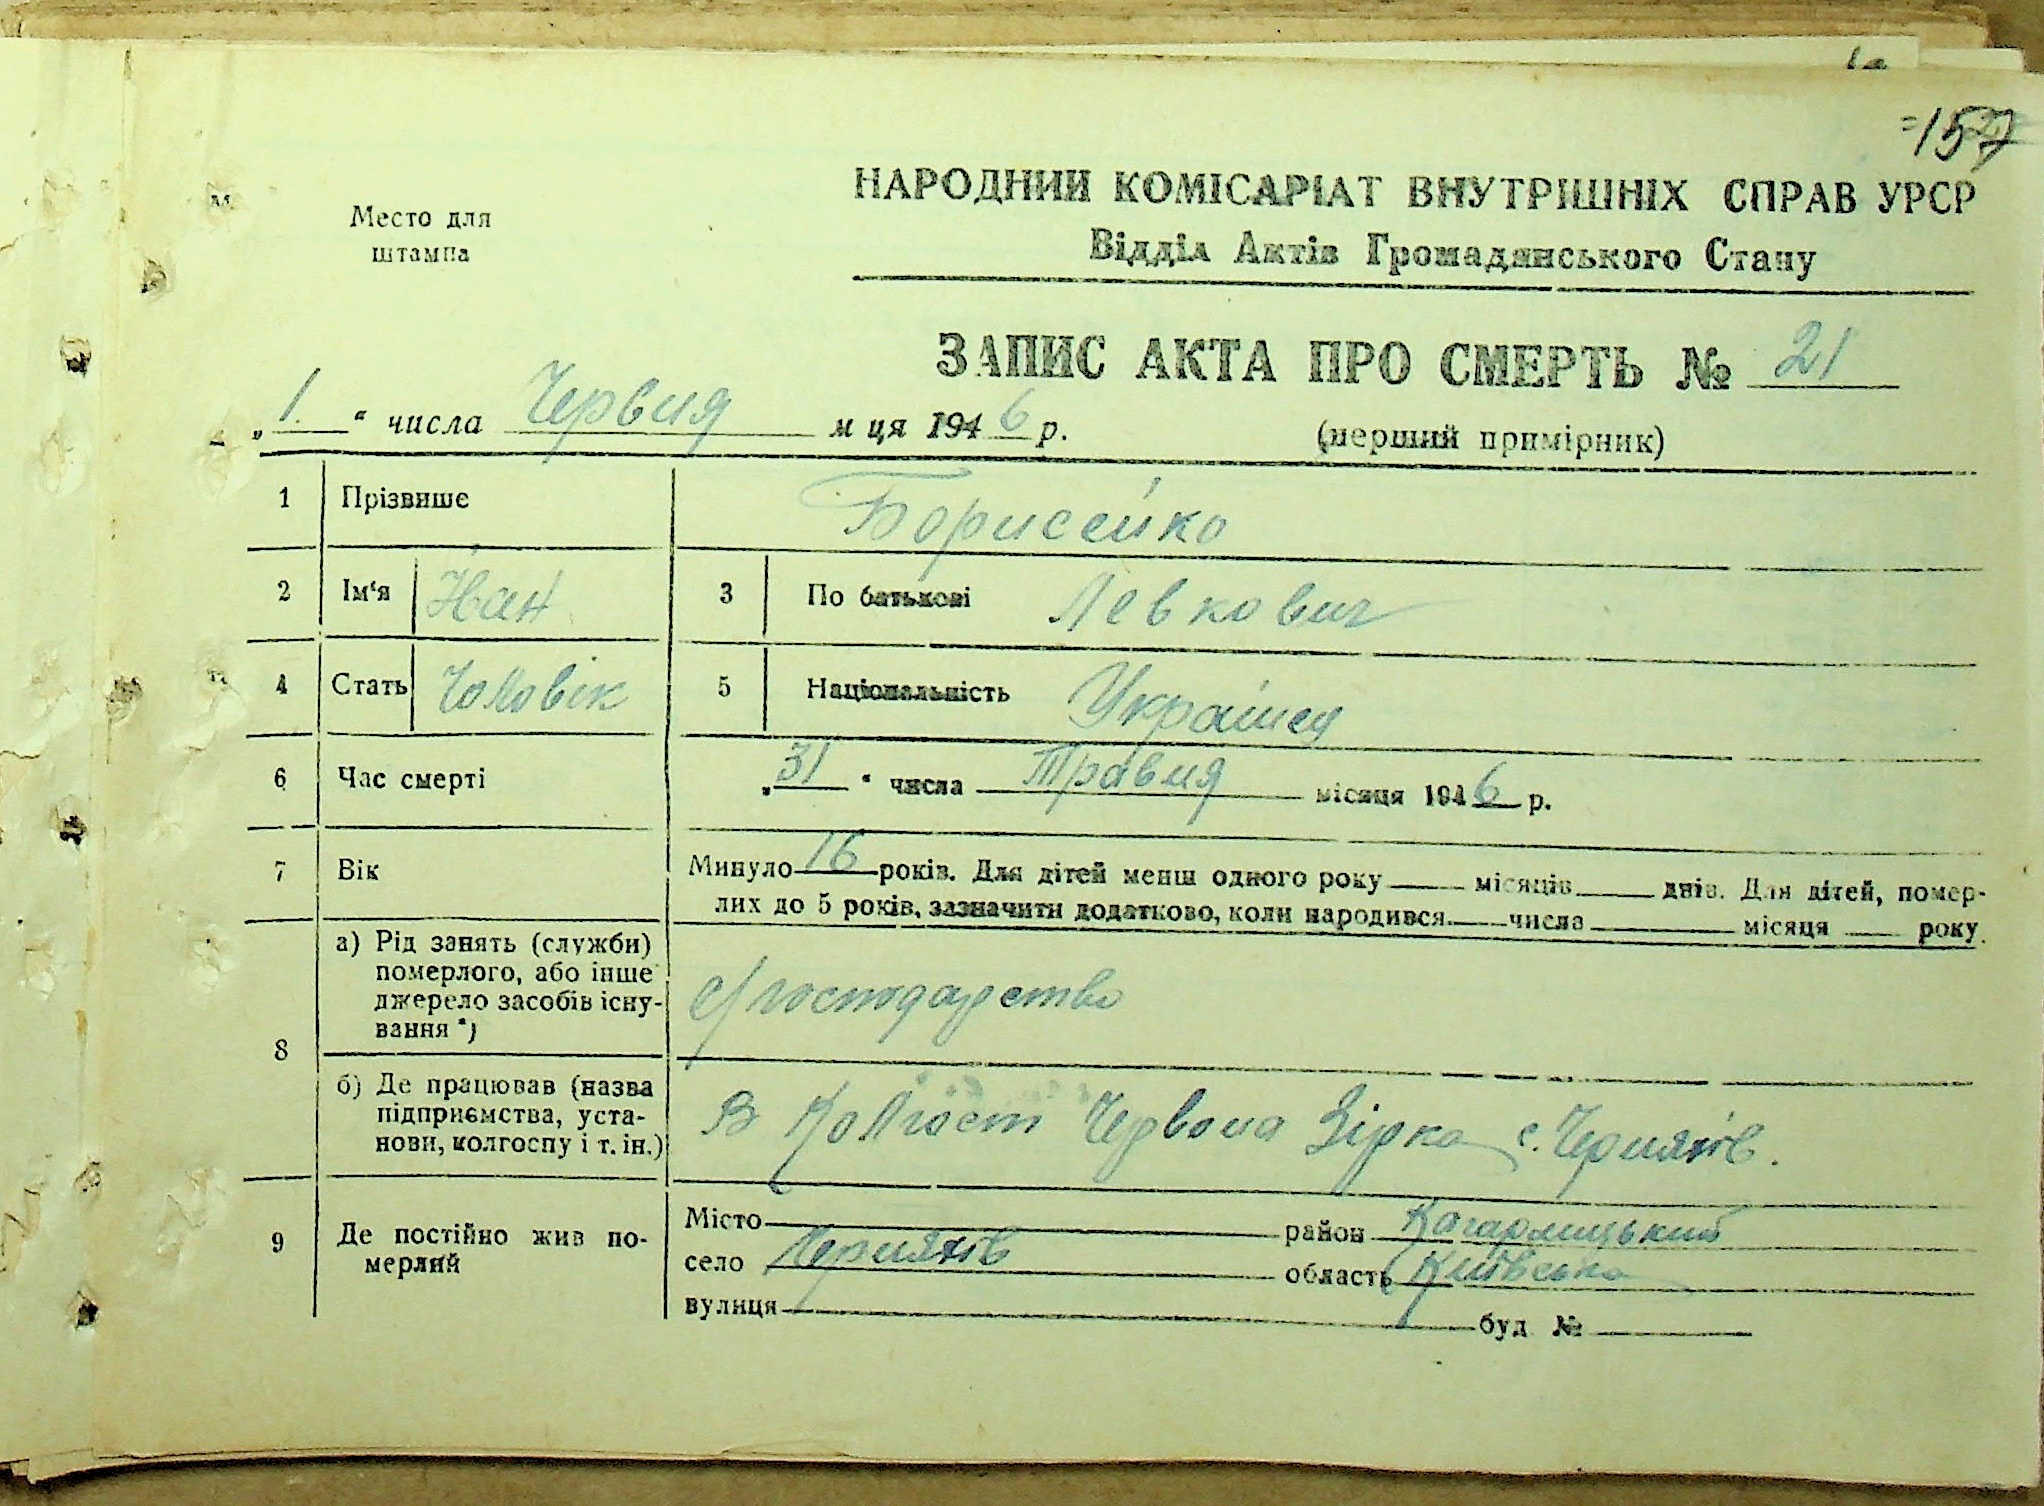 =157
Место для
штампа
НАРОДНИЙ КОМІСАРІАТ ВНУТРІШНІХ СПРАВ УРСР
Відділ Актів Громадянського Стану
ЗАПИС АКТА ПРО СМЕРТЬ № 21
„1." числа Червня м ця 1946 р.
(перший примірник)
1 Прізвише Борисейко
2 Ім'я Іван 3 По батькові Левкович
4 Стать Чоловік 5 Національність Українец
6 Час смерті „31" числа Травня місяця 1946 р.
7 Вік Минуло 16 років. Для дітей менш одного року місяців днів. Для дітей, помер-
лих до 5 років, зазначити додатково, коли народився числа місяця року.
8 а) Рід занять (служби)
померлого, або інше
джерело засобів існу-
вання *)
с/господарство
б) Де працював (назва
підприємства, уста-
нови, колгоспу і т. ін.)
В Колгосп Червона Зірка с. Черняхів.
9 Де постійно жив по-
мерлий
Місто район Кагарлицький
село Черняхів область Київська
вулиця буд №